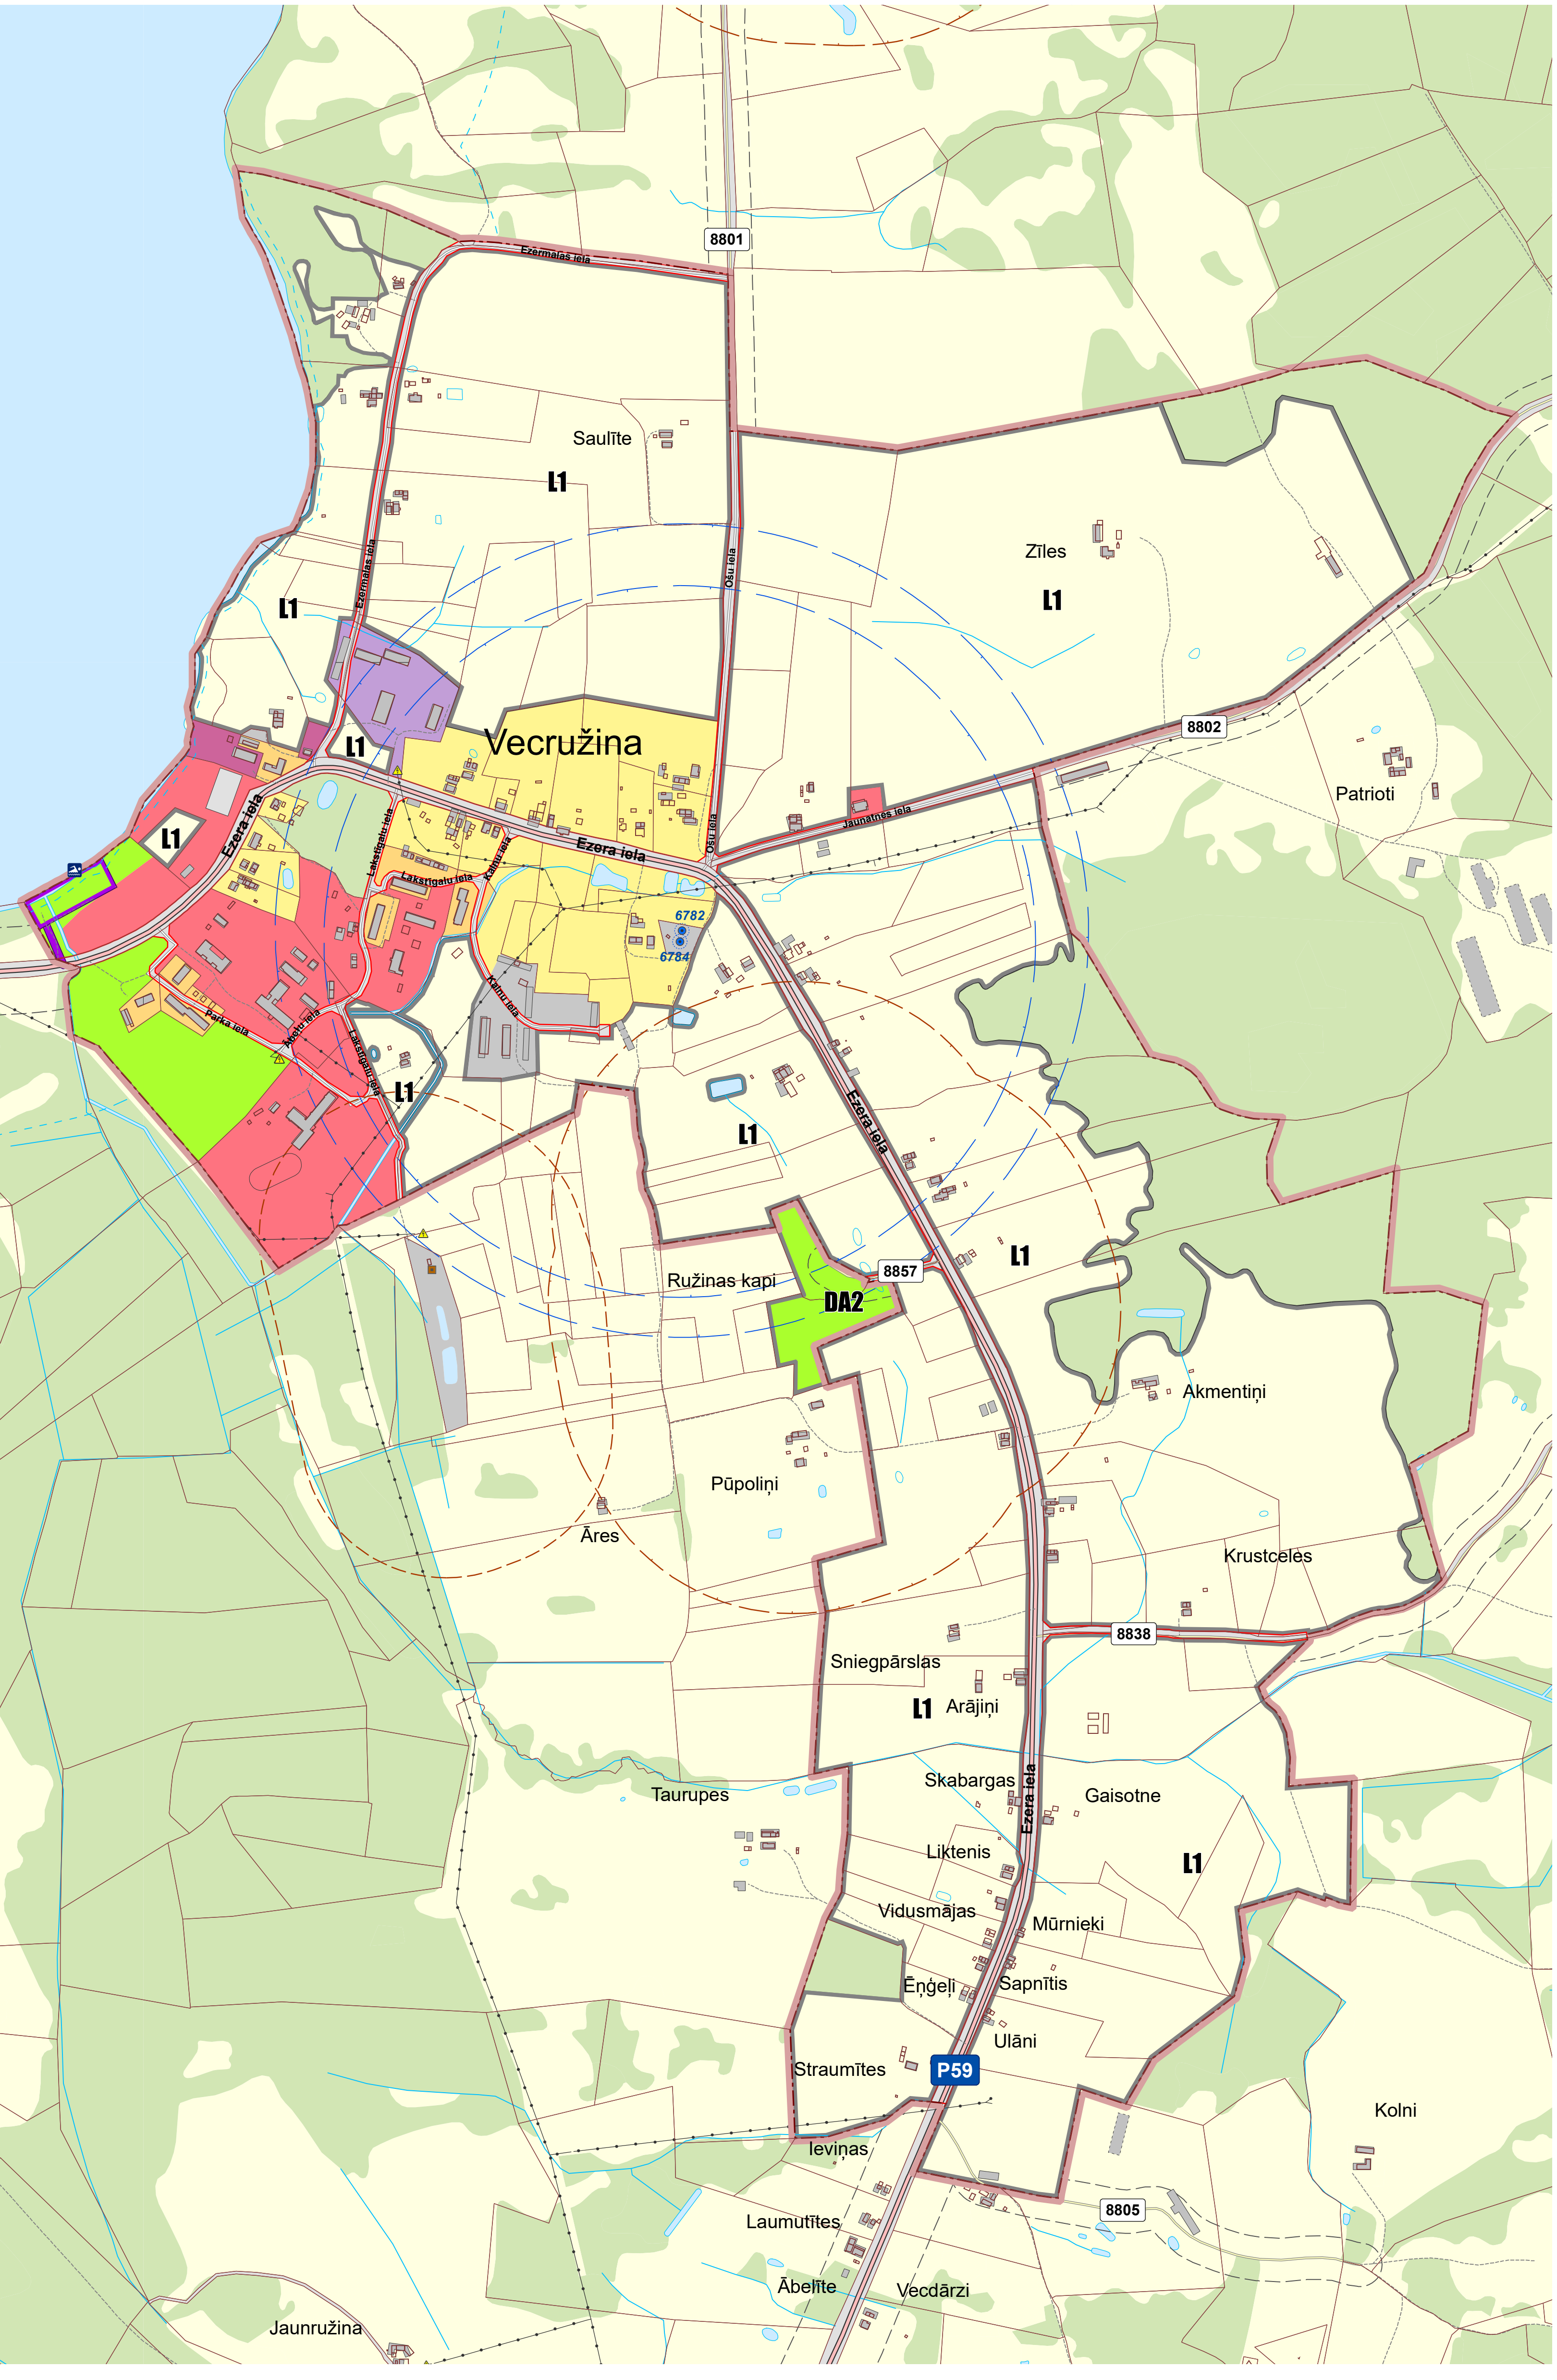 8801
Ezermalas iela
Saulīte
L1
Zīles
L1
Ošu iela
Ezermalas iela
L1
8802
Vecružina
L1
Patrioti
Jaunatnes iela
Ošu iela
L1
Ezera iela
Lakstīgalu iela
Kalnu iela
Ezera iela
Lakstīgalu iela
6782
6784
Kalnu iela
Parka iela
Ābeļu iela
Lakstīgalu iela
L1
Ezera iela
L1
L1
8857
Ružinas kapi
DA2
Akmentiņi
Pūpoliņi
Āres
Krustceles
8838
Sniegpārslas
L1
Arājiņi
Skabargas
Ezera iela
Gaisotne
Taurupes
Liktenis
L1
Vidusmājas
Mūrnieki
Ēņģeļi
Sapnītis
Ulāni
Straumītes
P59
Kolni
Ieviņas
8805
Laumutītes
Ābelīte
Vecdārzi
Jaunružina